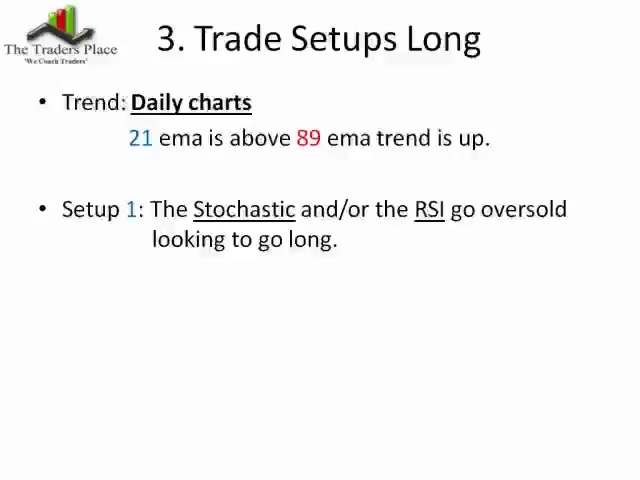 The Traders Place
'We Coach Traders'
3. Trade Setups Long
• Trend: Daily charts
21 ema is above 89 ema trend is up.
• Setup 1: The Stochastic and/or the RSI go oversold
looking to go long.